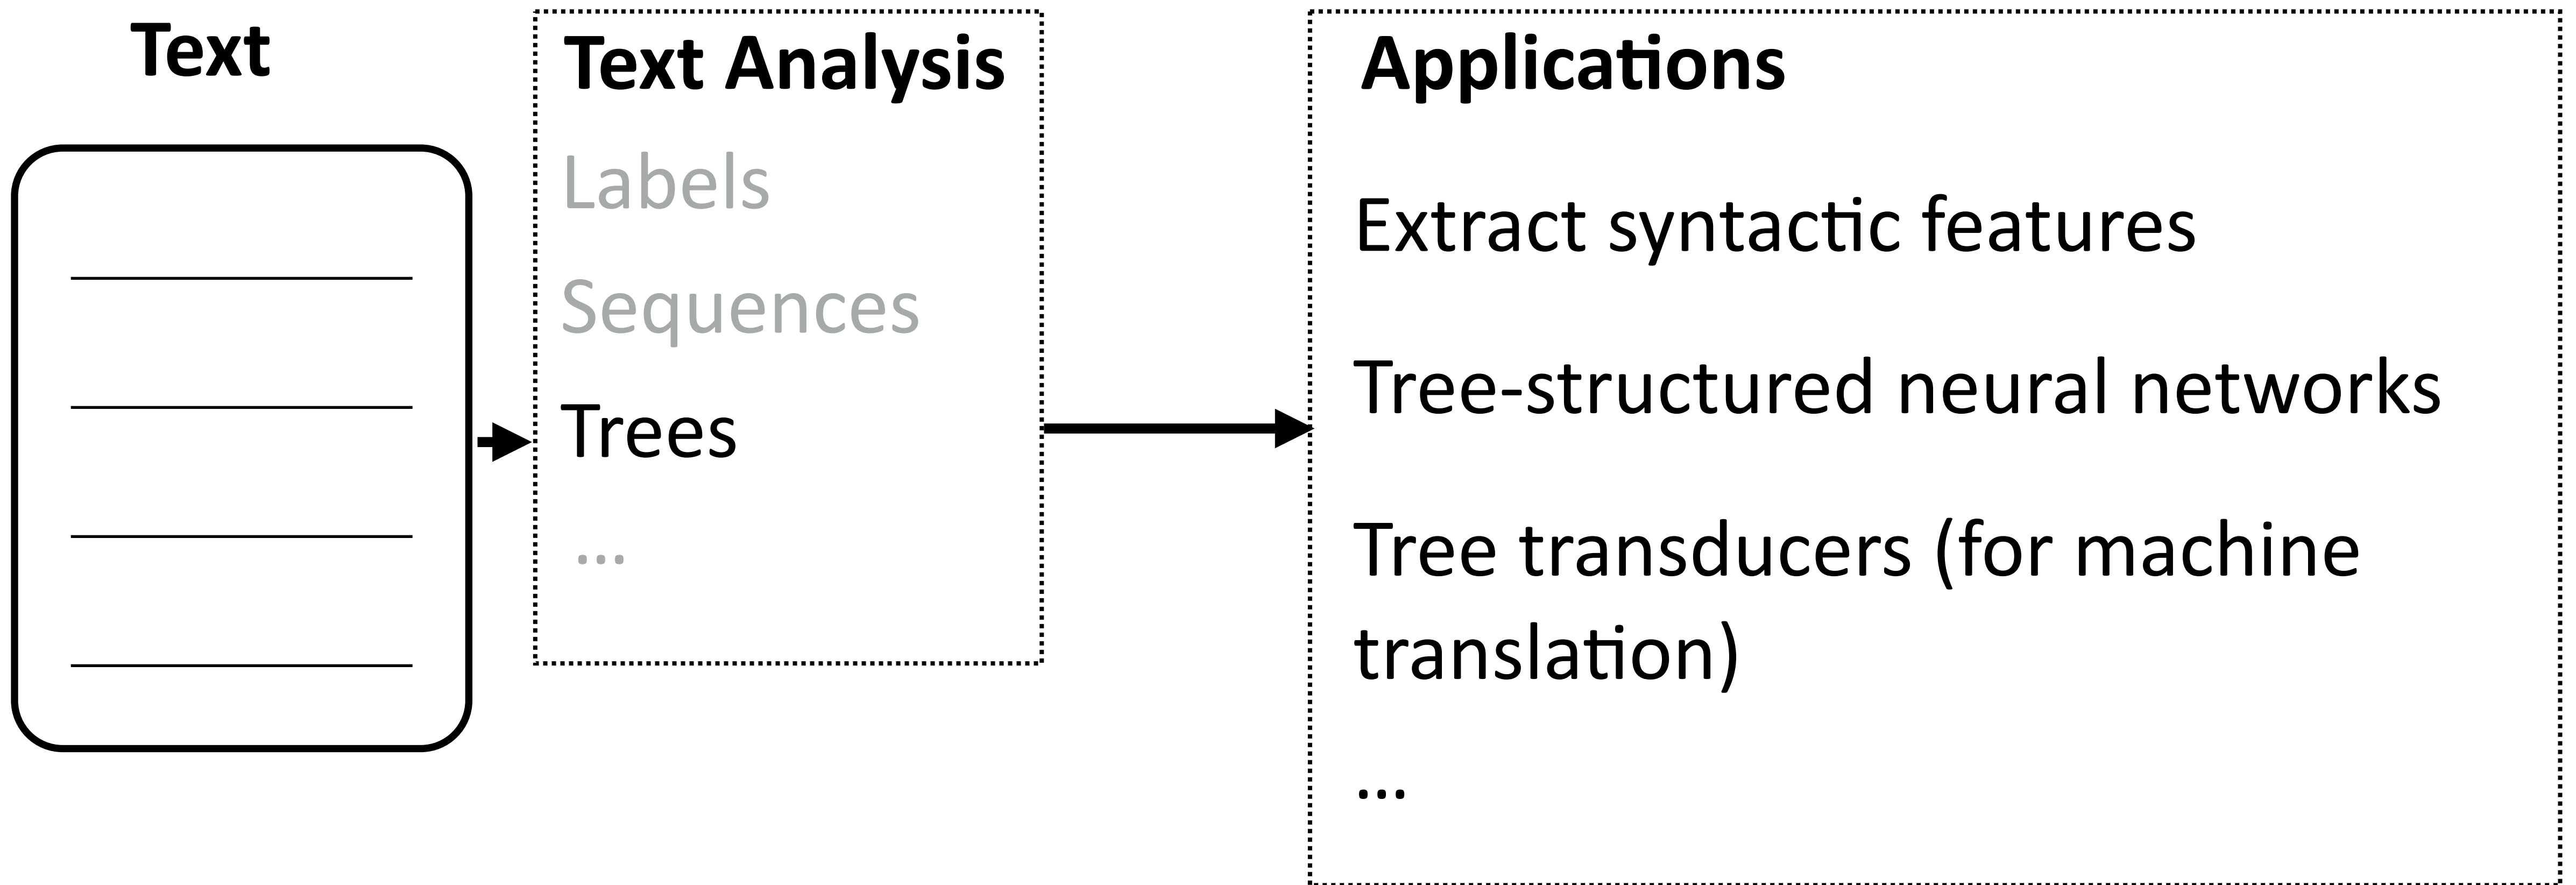 Text
Text Analysis
Labels
Sequences
Trees
...
Applications
Extract syntactic features
Tree-structured neural networks
Tree transducers (for machine
translation)
...